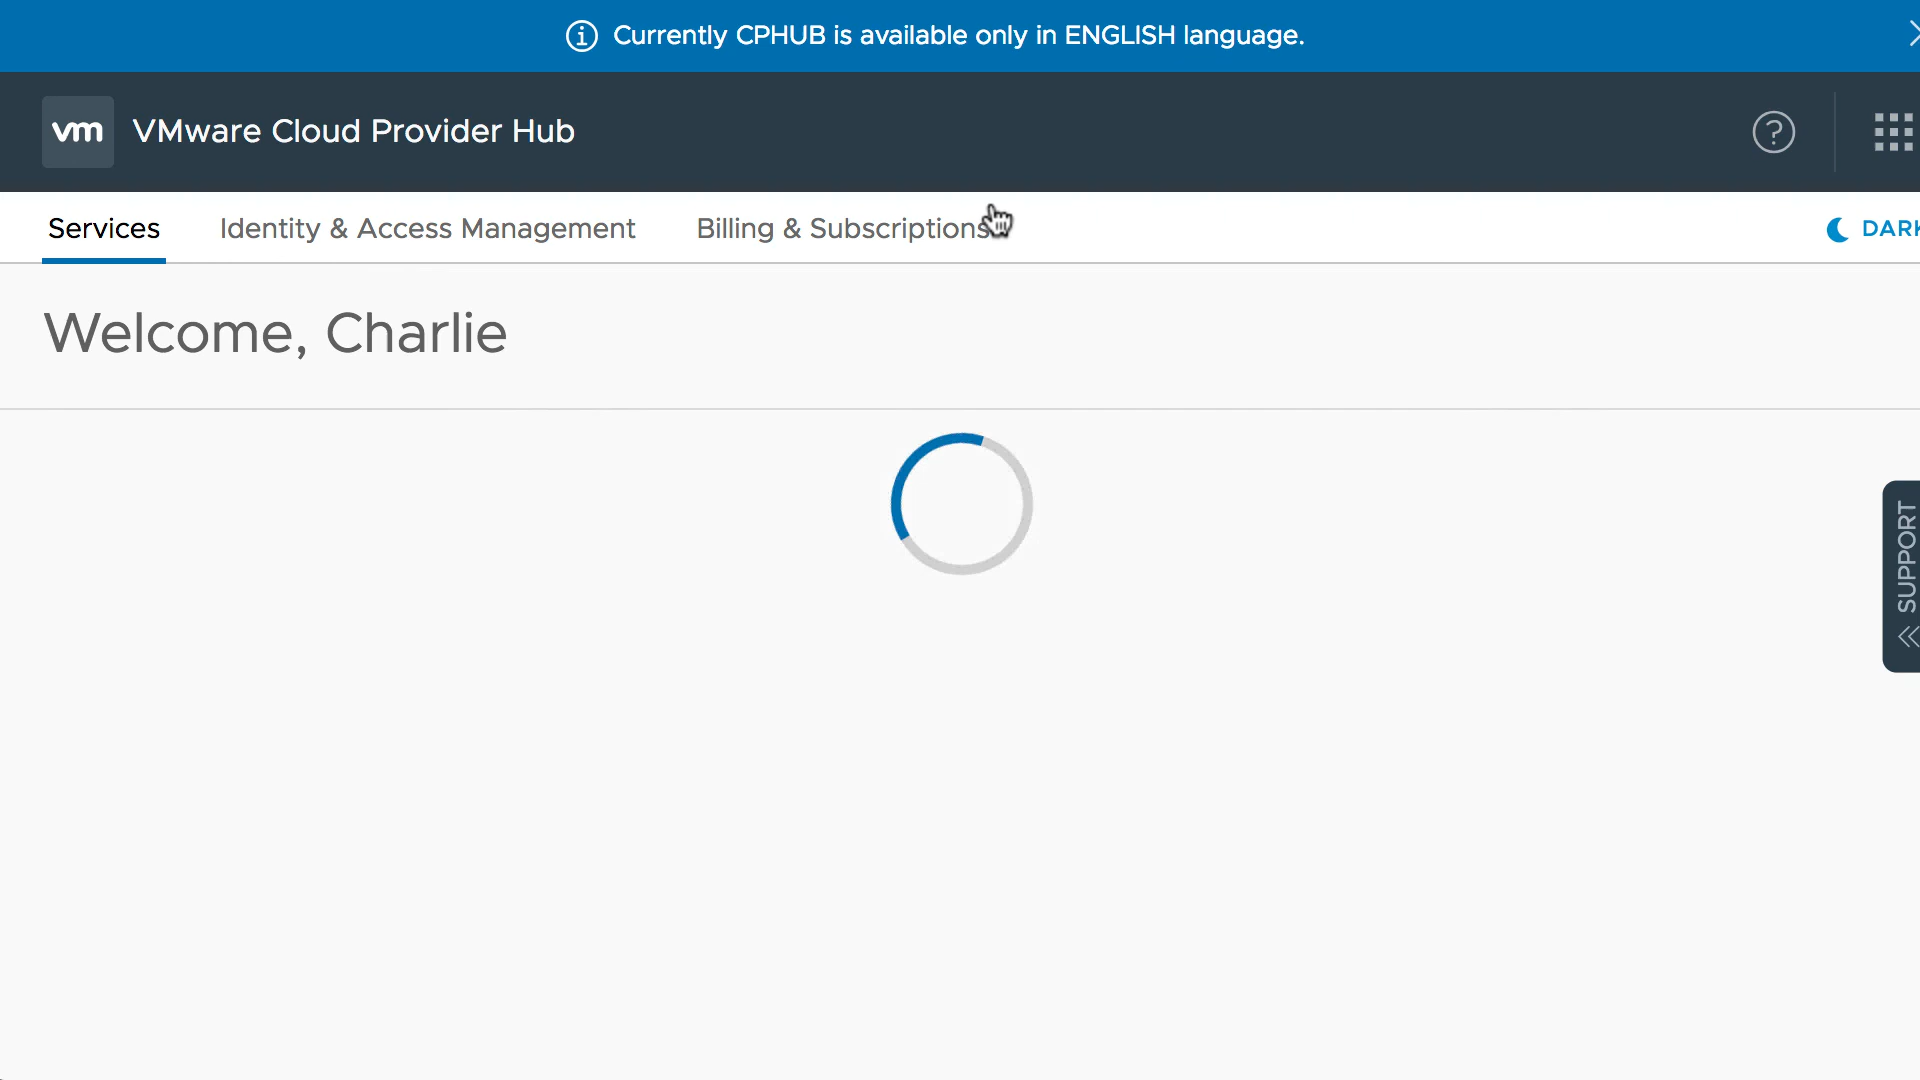 Currently CPHUB is available only in ENGLISH language.
vm VMware Cloud Provider Hub
Services Identity & Access Management Billing & Subscriptions DARK
Welcome, Charlie
SUPPORT